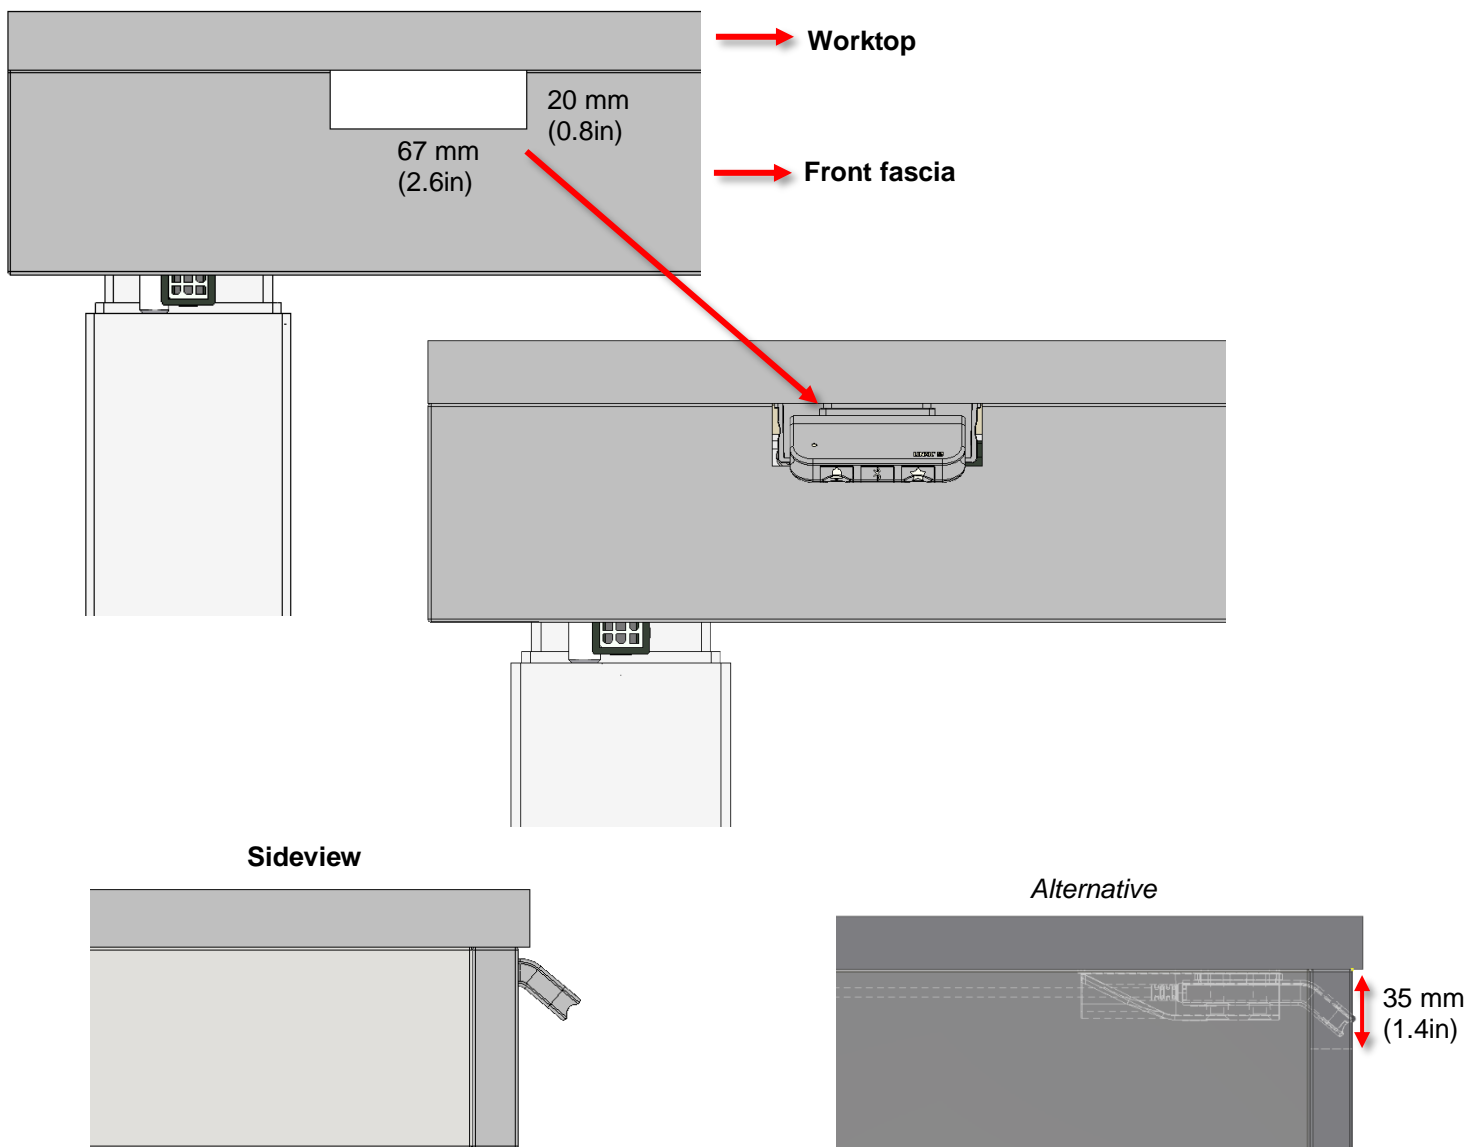 Worktop
20 mm
(0.8in)
67 mm
(2.6in)
Front fascia
Sideview
Alternative
35 mm
(1.4in)